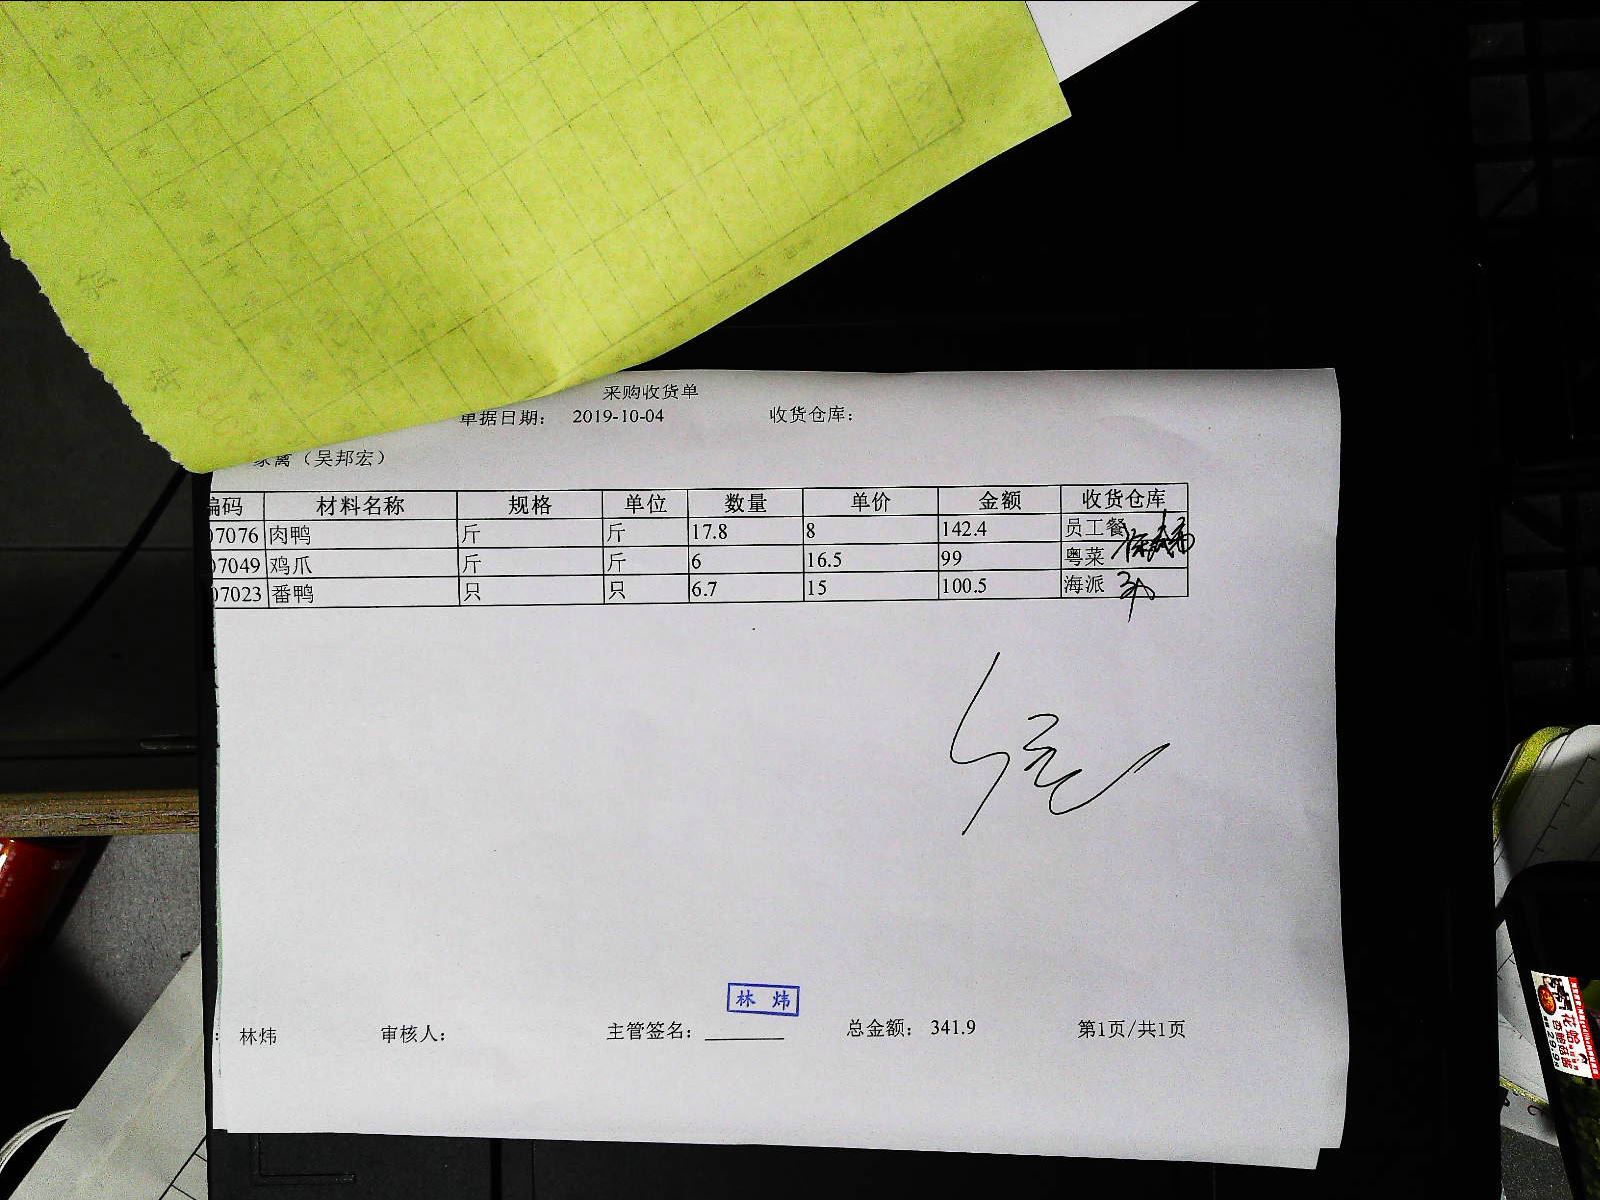 采购收货单
单据日期： 2019-10-04 收货仓库：
家禽（吴邦宏）
编码 材料名称 规格 单位 数量 单价 金额 收货仓库
07076 肉鸭 斤 斤 17.8 8 142.4 员工餐
07049 鸡爪 斤 斤 6 16.5 99 粤菜
07023 番鸭 只 只 6.7 15 100.5 海派
林 炜
： 林炜 审核人： 主管签名： 总金额： 341.9 第1页/共1页